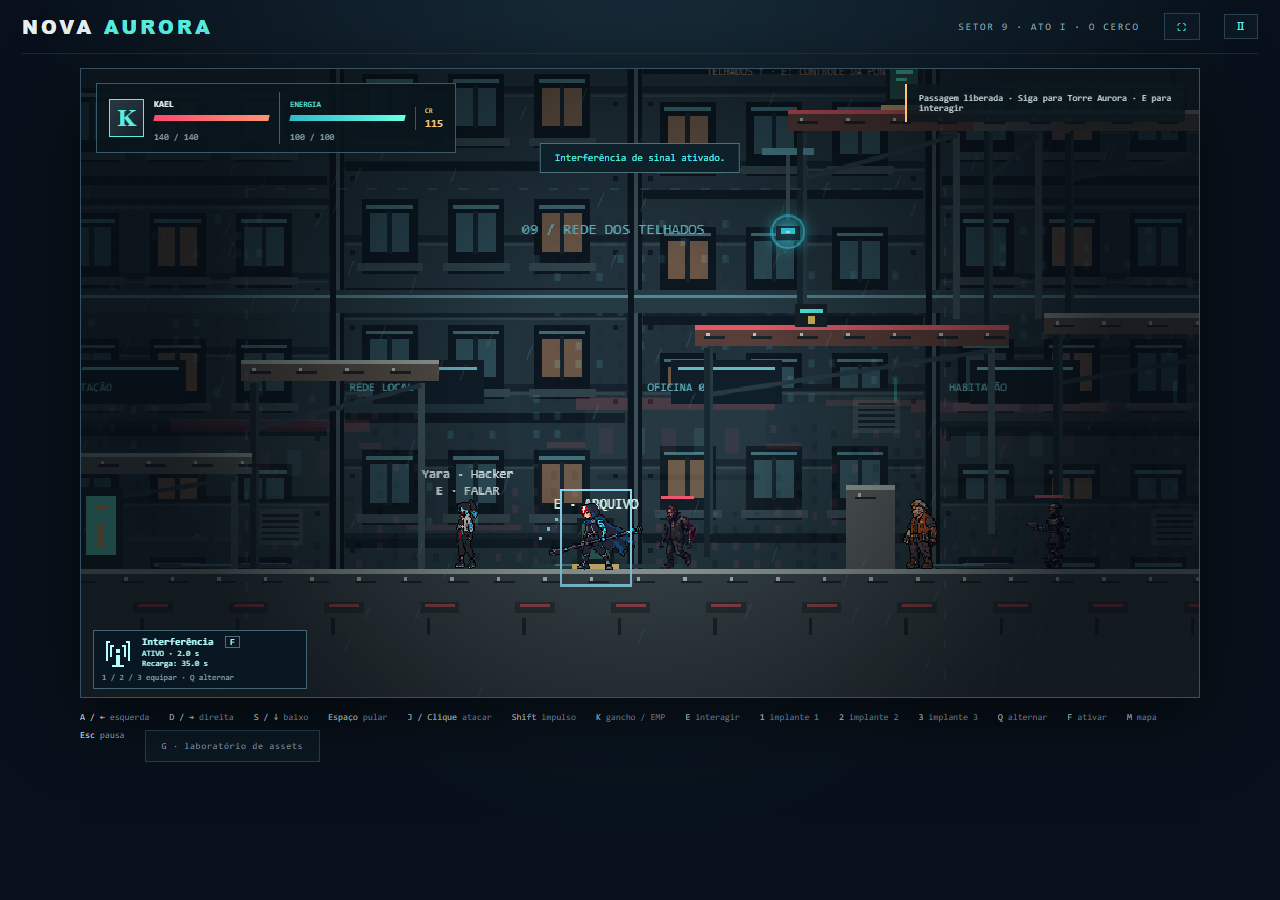 NOVA AURORA
SETOR 9 · ATO I · O CERCO
II
K
KAEL
140 / 140
ENERGIA
100 / 100
CR
115
Passagem liberada · Siga para Torre Aurora · E para
interagir
Interferência de sinal ativado.
09 / REDE DOS TELHADOS
REDE LOCAL
OFICINA 0
HABITAÇÃO
Yara - Hacker
E · FALAR
E - ARQUIVO
Interferência F
ATIVO · 2.0 s
Recarga: 35.0 s
1 / 2 / 3 equipar · Q alternar
A / ← esquerda D / → direita S / ↓ baixo Espaço pular J / Clique atacar Shift impulso K gancho / EMP E interagir 1 implante 1 2 implante 2 3 implante 3 Q alternar F ativar M mapa
Esc pausa
G · laboratório de assets